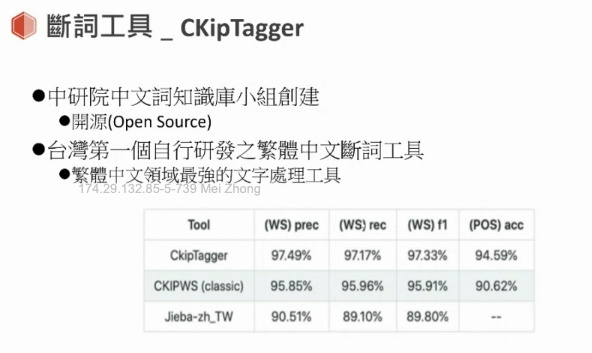 斷詞工具 _ CKipTagger
●中研院中文詞知識庫小組創建
●開源(Open Source)
●台灣第一個自行研發之繁體中文斷詞工具
●繁體中文領域最強的文字處理工具
174.29.132.85-5-739 Mei Zhong
Tool (WS) prec (WS) rec (WS) f1 (POS) acc
CkipTagger 97.49% 97.17% 97.33% 94.59%
CKIPWS (classic) 95.85% 95.96% 95.91% 90.62%
Jieba-zh_TW 90.51% 89.10% 89.80% --